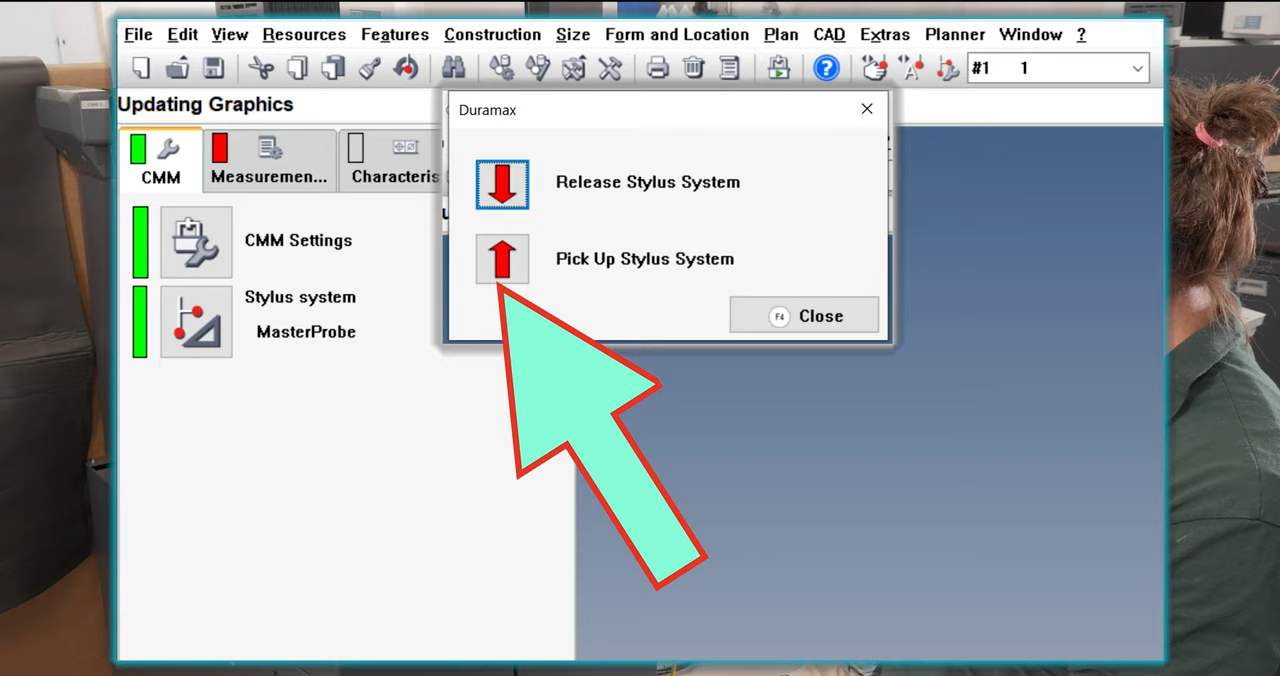 File Edit View Resources Features Construction Size Form and Location Plan CAD Extras Planner Window ?
#1 1
Updating Graphics
Duramax
CMM
Measuremen...
Characteris
Release Stylus System
CMM Settings
Pick Up Stylus System
Stylus system
MasterProbe
F4 Close